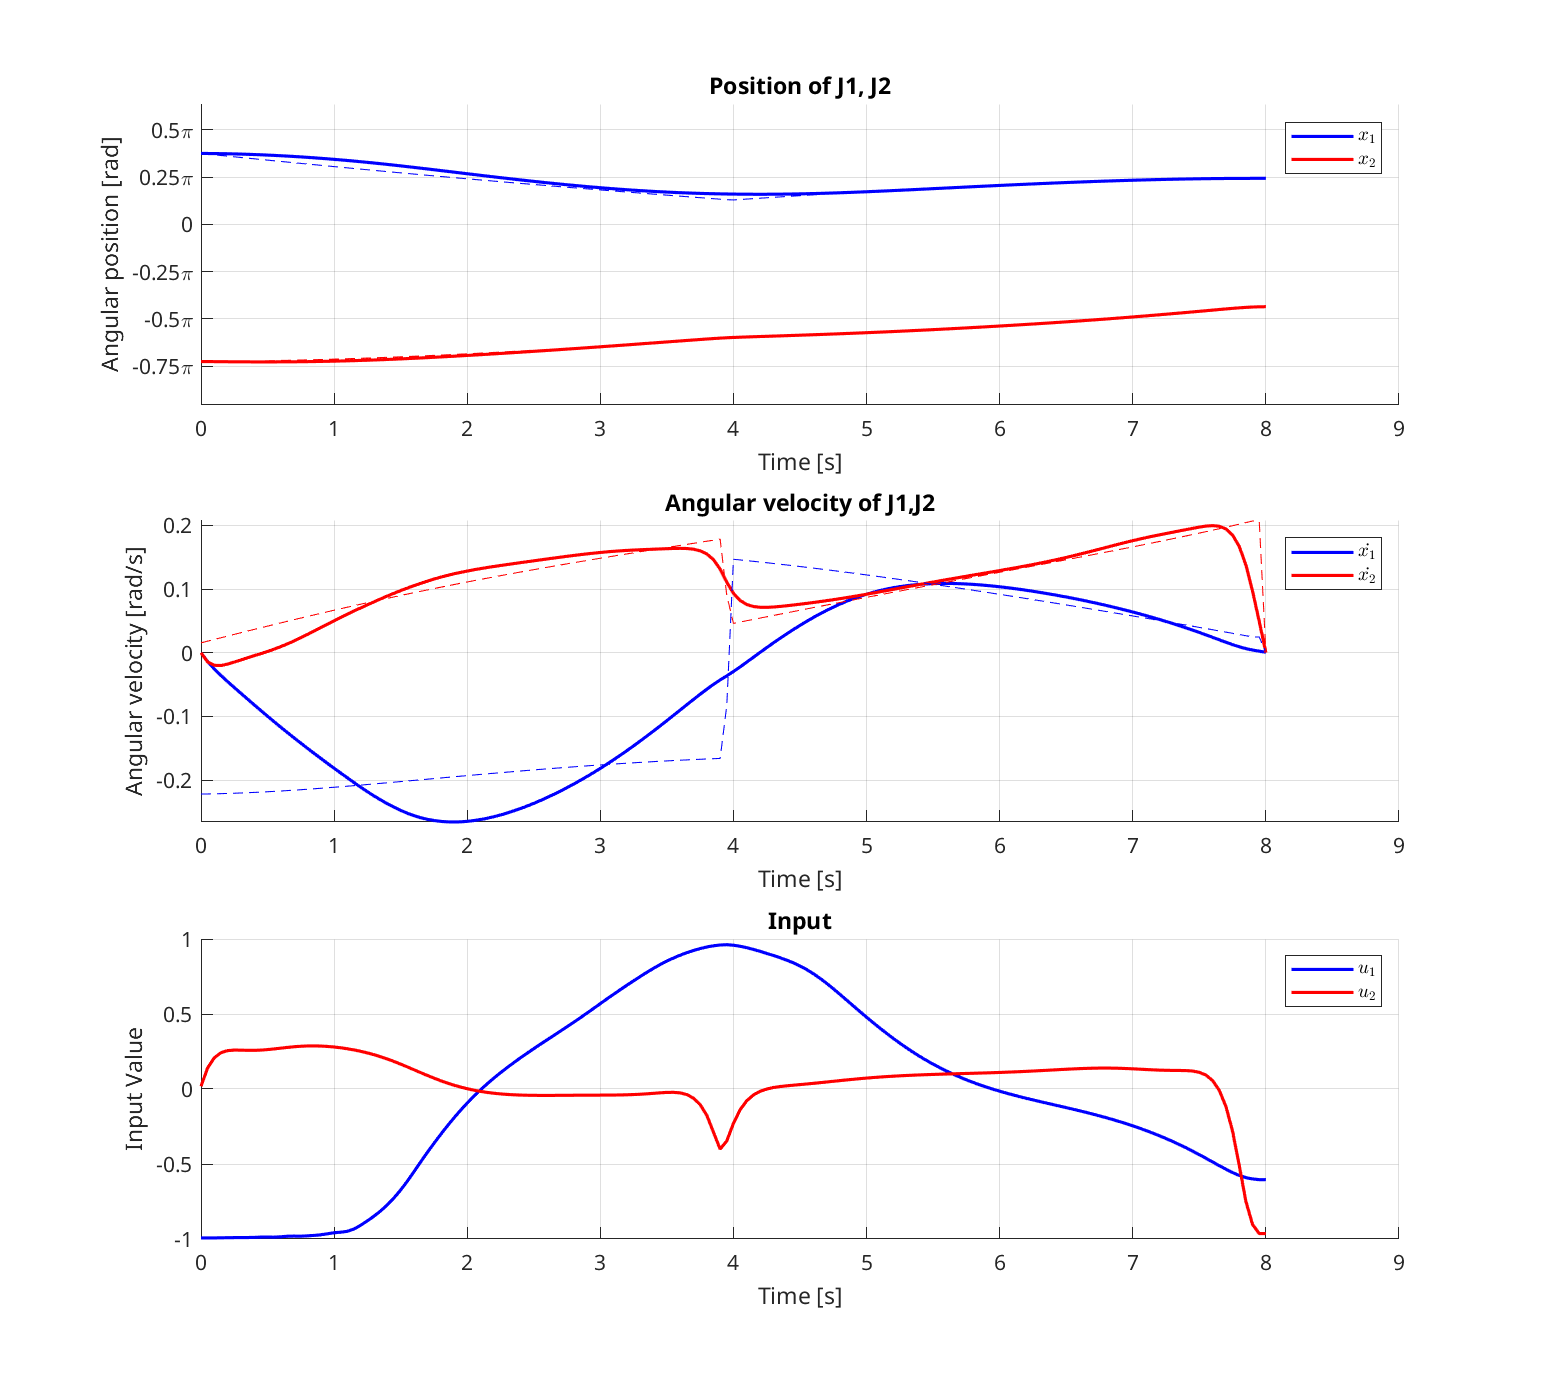 Position of J1, J2
Angular position [rad]
0.5π
0.25π
0
-0.25π
-0.5π
-0.75π
x₁
x₂
0 1 2 3 4 5 6 7 8 9
Time [s]
Angular velocity of J1,J2
Angular velocity [rad/s]
0.2
0.1
0
-0.1
-0.2
ẋ₁
ẋ₂
0 1 2 3 4 5 6 7 8 9
Time [s]
Input
Input Value
1
0.5
0
-0.5
-1
u₁
u₂
0 1 2 3 4 5 6 7 8 9
Time [s]